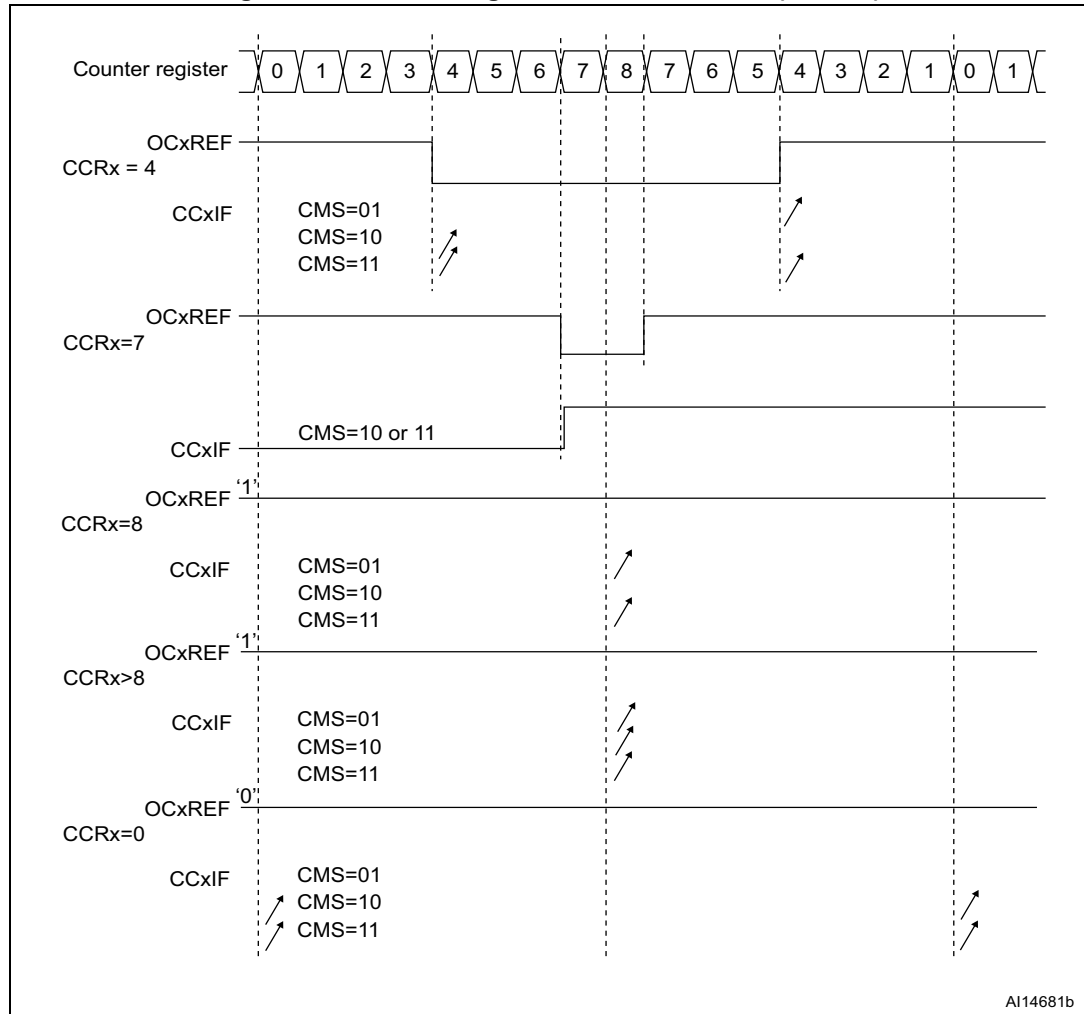 Counter register 0 1 2 3 4 5 6 7 8 7 6 5 4 3 2 1 0 1
OCxREF
CCRx = 4
CCxIF CMS=01
CMS=10
CMS=11
OCxREF
CCRx=7
CMS=10 or 11
CCxIF
OCxREF '1'
CCRx=8
CCxIF CMS=01
CMS=10
CMS=11
OCxREF '1'
CCRx>8
CCxIF CMS=01
CMS=10
CMS=11
OCxREF '0'
CCRx=0
CCxIF CMS=01
CMS=10
CMS=11
AI14681b